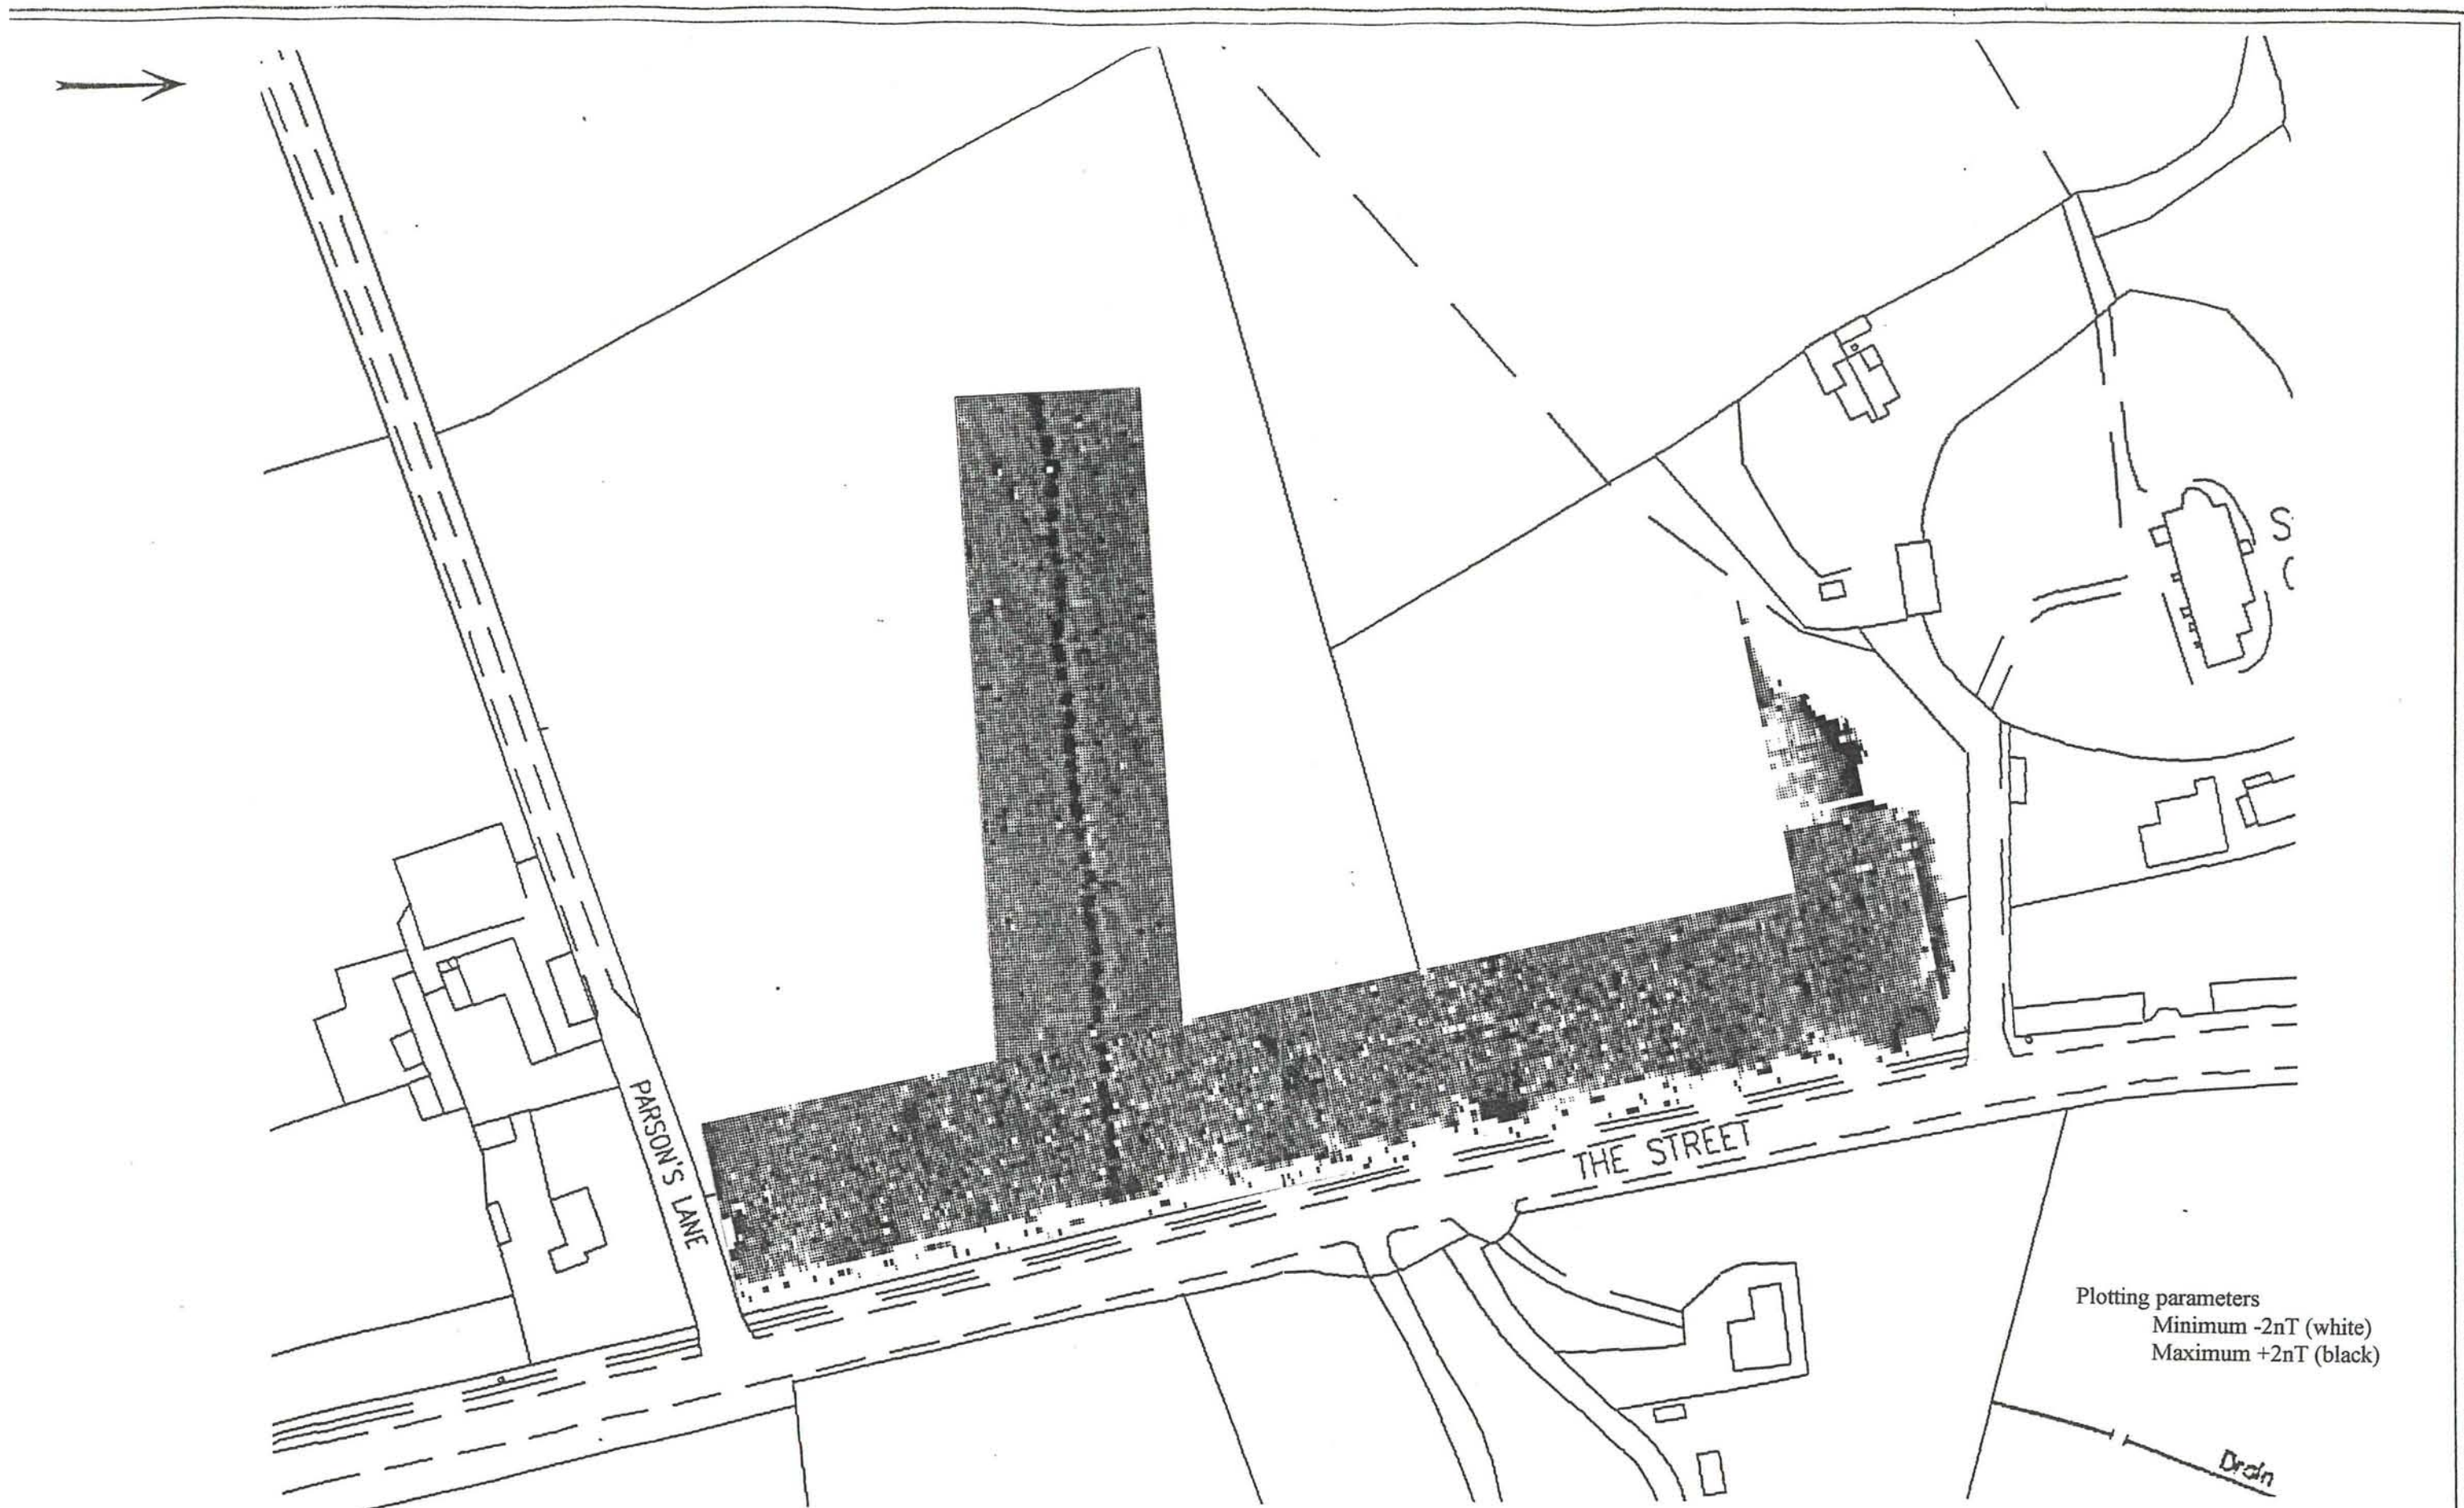 S
PARSON'S LANE
THE STREET
Plotting parameters
Minimum -2nT (white)
Maximum +2nT (black)
Drain